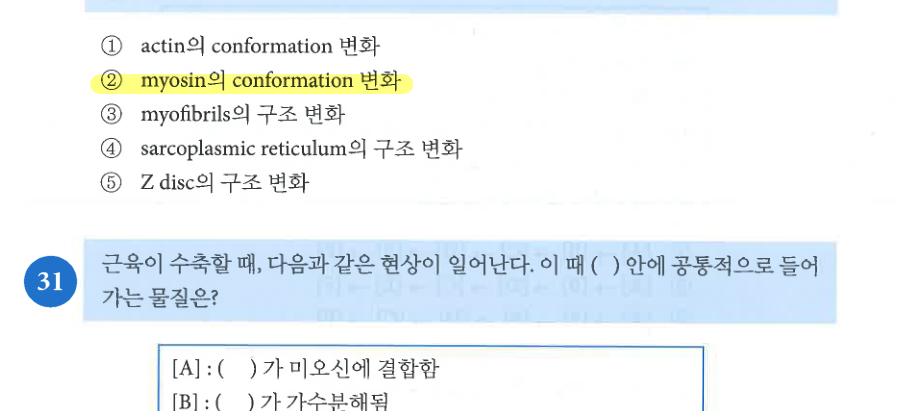 ① actin의 conformation 변화
② myosin의 conformation 변화
③ myofibrils의 구조 변화
④ sarcoplasmic reticulum의 구조 변화
⑤ Z disc의 구조 변화
31
근육이 수축할 때, 다음과 같은 현상이 일어난다. 이 때 ( ) 안에 공통적으로 들어
가는 물질은?
[A] : ( ) 가 미오신에 결합함
[B] : ( ) 가 가수분해됨